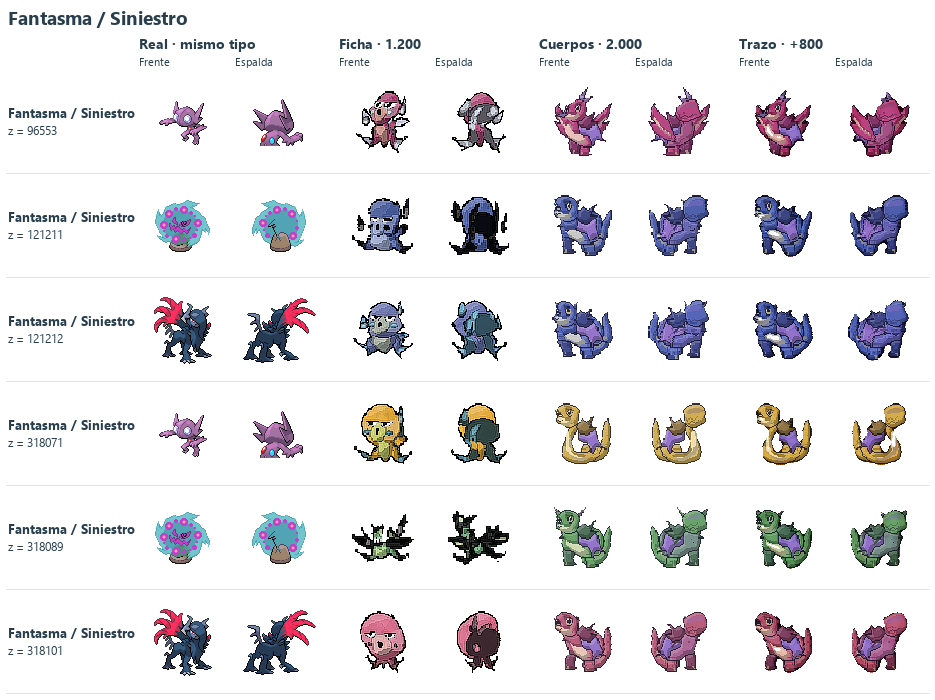 Fantasma / Siniestro
Real · mismo tipo Ficha · 1.200 Cuerpos · 2.000 Trazo · +800
Frente Espalda Frente Espalda Frente Espalda Frente Espalda
Fantasma / Siniestro
z = 96553
Fantasma / Siniestro
z = 121211
Fantasma / Siniestro
z = 121212
Fantasma / Siniestro
z = 318071
Fantasma / Siniestro
z = 318089
Fantasma / Siniestro
z = 318101